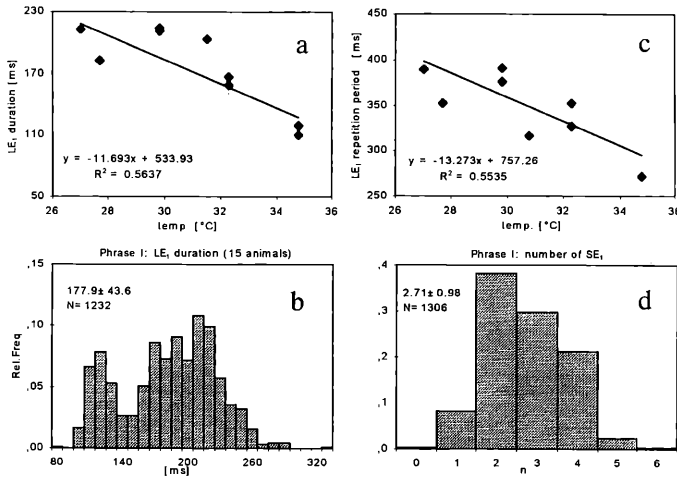 a
230
170
110
50
LE₁ duration [ms]
y = -11.693x + 533.93
R² = 0.5637
26 28 30 32 34 36
temp. [°C]
c
450
400
350
300
250
LE₁ repetition period [ms]
y = -13.273x + 757.26
R² = 0.5535
26 28 30 32 34 36
temp. [°C]
Phrase I: LE₁ duration (15 animals)
b
,15
,10
,05
,00
Rel.Freq
177.9± 43.6
N= 1232
80 140 200 260 320
[ms]
Phrase I: number of SE₁
d
,4
,3
,2
,1
,0
2.71± 0.98
N= 1306
0 1 2 3 4 5 6
n